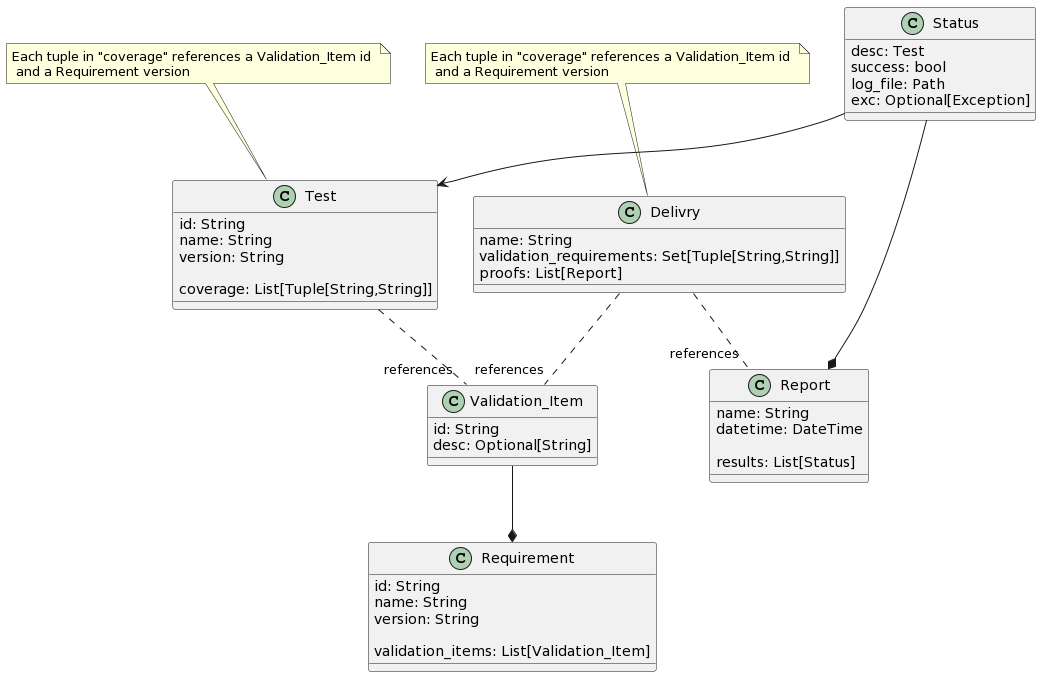 C Status
desc: Test
success: bool
log_file: Path
exc: Optional[Exception]
Each tuple in "coverage" references a Validation_Item id
and a Requirement version
Each tuple in "coverage" references a Validation_Item id
and a Requirement version
C Test
id: String
name: String
version: String
coverage: List[Tuple[String,String]]
C Delivry
name: String
validation_requirements: Set[Tuple[String,String]]
proofs: List[Report]
references
references
references
C Validation_Item
id: String
desc: Optional[String]
C Report
name: String
datetime: DateTime
results: List[Status]
C Requirement
id: String
name: String
version: String
validation_items: List[Validation_Item]